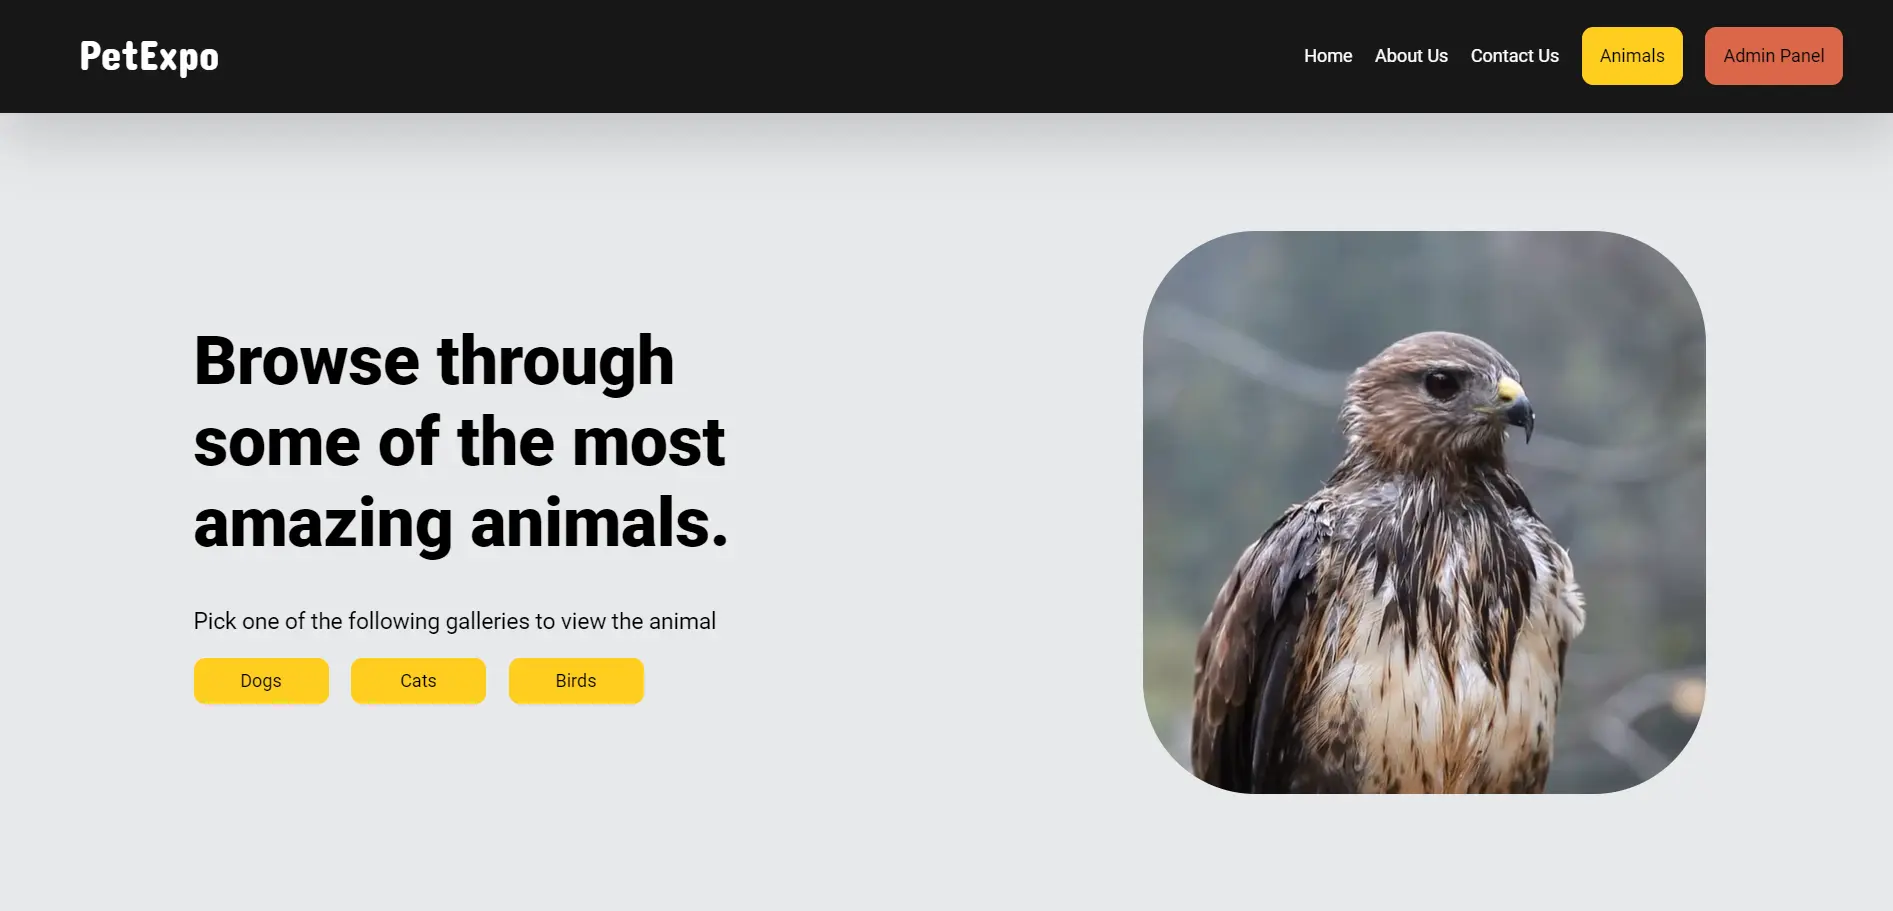 PetExpo
Home About Us Contact Us Animals Admin Panel
Browse through
some of the most
amazing animals.
Pick one of the following galleries to view the animal
Dogs Cats Birds